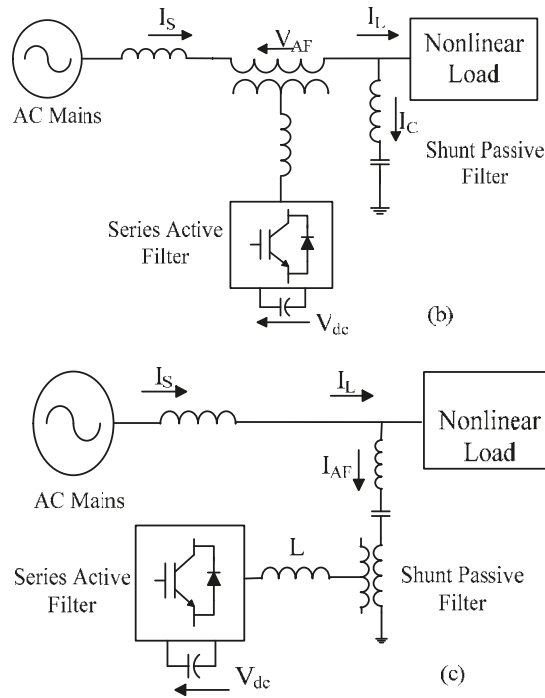 I_S
V_AF
I_L
Nonlinear
Load
AC Mains
I_C
Shunt Passive
Filter
Series Active
Filter
V_dc
(b)
I_S
I_L
Nonlinear
Load
AC Mains
I_AF
L
Series Active
Filter
Shunt Passive
Filter
V_dc
(c)